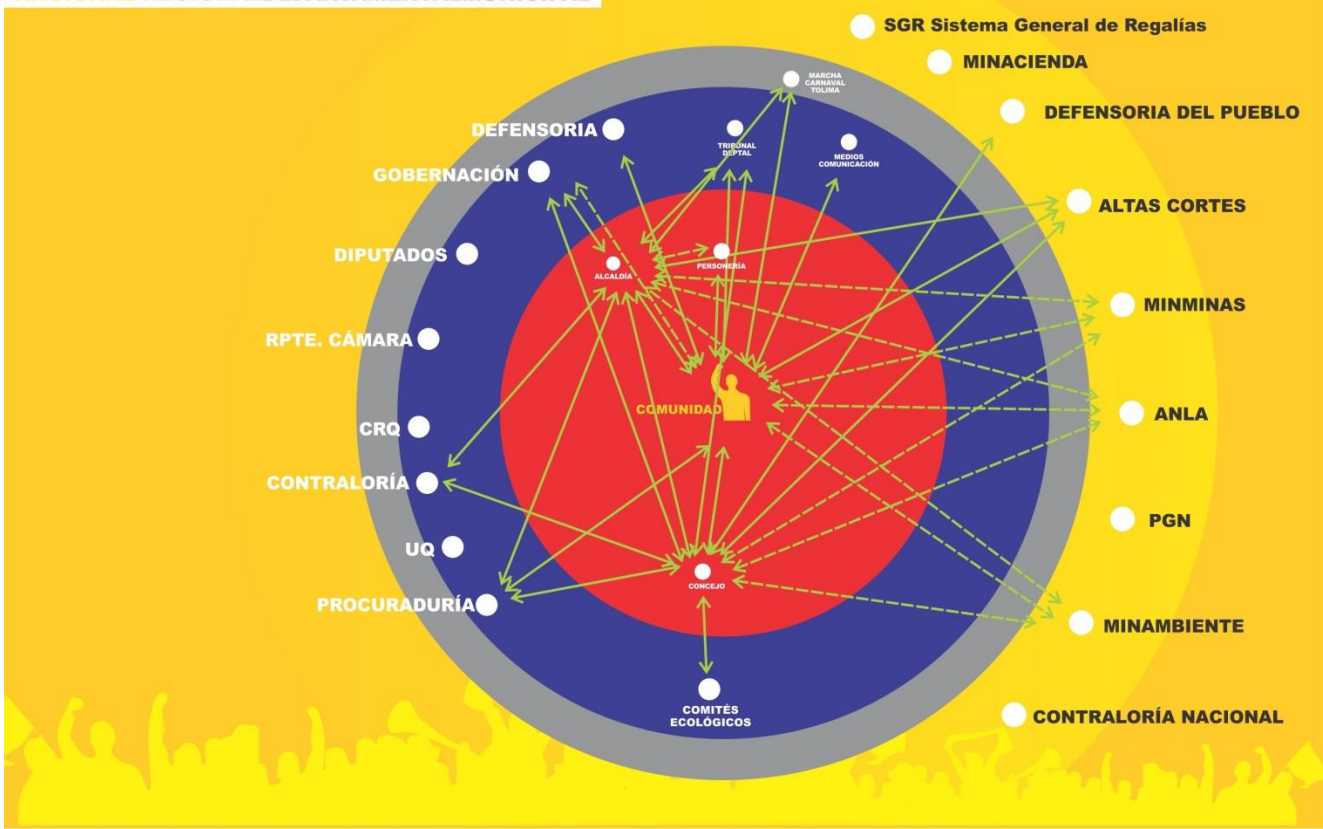 SGR Sistema General de Regalías
MINACIENDA
MARCHA
CARNAVAL
TOLIMA
DEFENSORIA DEL PUEBLO
DEFENSORIA
TRIBUNAL
DEPTAL
MEDIOS
COMUNICACIÓN
GOBERNACIÓN
ALTAS CORTES
DIPUTADOS
PERSONERÍA
ALCALDÍA
MINMINAS
RPTE. CÁMARA
COMUNIDAD
ANLA
CRQ
CONTRALORÍA
PGN
UQ
CONCEJO
PROCURADURÍA
MINAMBIENTE
COMITÉS
ECOLÓGICOS
CONTRALORÍA NACIONAL